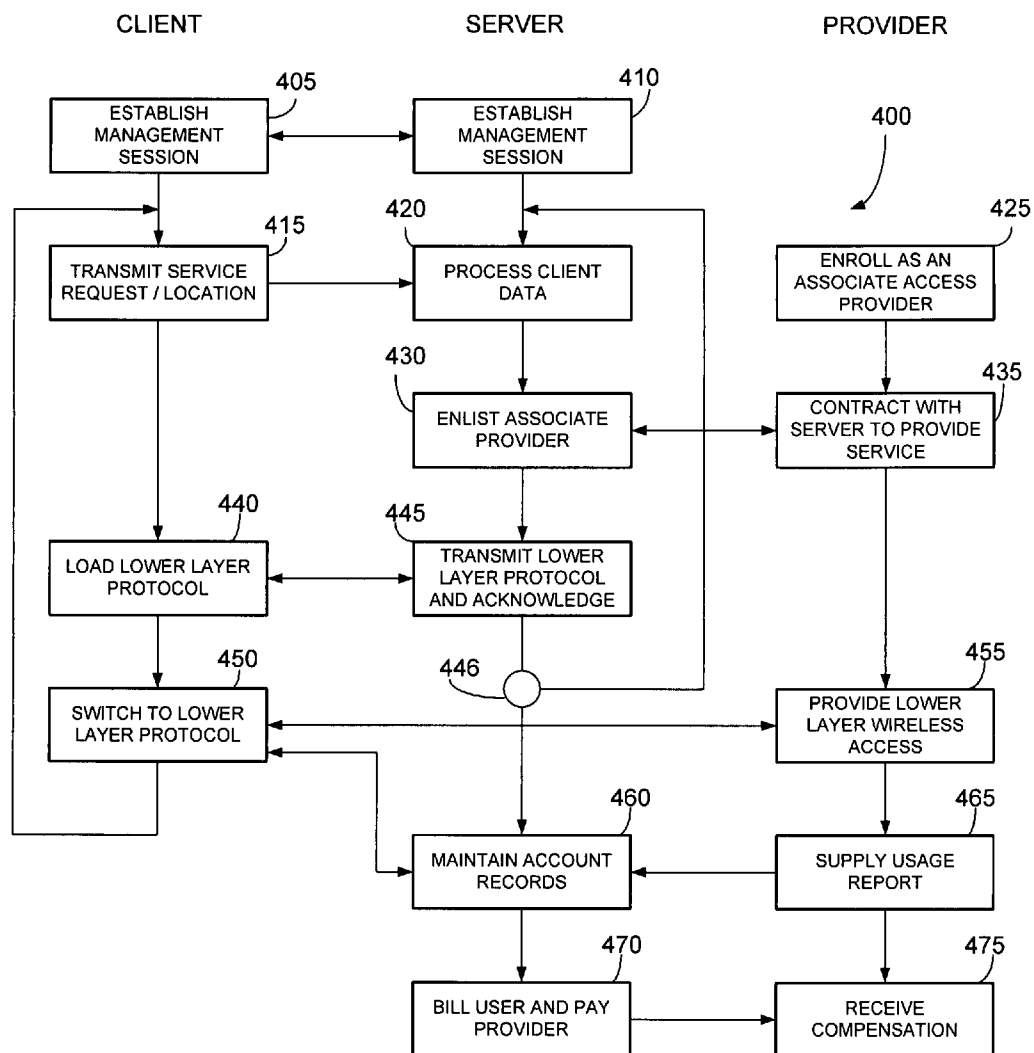 CLIENT
SERVER
PROVIDER
405
410
ESTABLISH
MANAGEMENT
SESSION
ESTABLISH
MANAGEMENT
SESSION
400
415
420
425
TRANSMIT SERVICE
REQUEST / LOCATION
PROCESS CLIENT
DATA
ENROLL AS AN
ASSOCIATE ACCESS
PROVIDER
430
435
ENLIST ASSOCIATE
PROVIDER
CONTRACT WITH
SERVER TO PROVIDE
SERVICE
440
445
LOAD LOWER LAYER
PROTOCOL
TRANSMIT LOWER
LAYER PROTOCOL
AND ACKNOWLEDGE
450
446
455
SWITCH TO LOWER
LAYER PROTOCOL
PROVIDE LOWER
LAYER WIRELESS
ACCESS
460
465
MAINTAIN ACCOUNT
RECORDS
SUPPLY USAGE
REPORT
470
475
BILL USER AND PAY
PROVIDER
RECEIVE
COMPENSATION